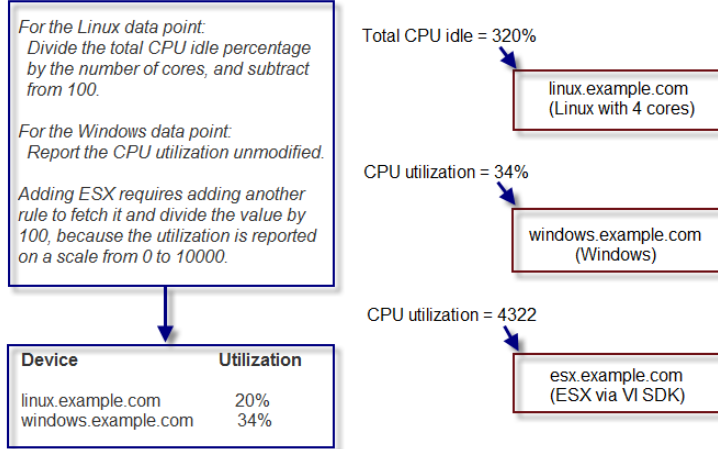 For the Linux data point:
Divide the total CPU idle percentage
by the number of cores, and subtract
from 100.
For the Windows data point:
Report the CPU utilization unmodified.
Adding ESX requires adding another
rule to fetch it and divide the value by
100, because the utilization is reported
on a scale from 0 to 10000.
Device Utilization
linux.example.com 20%
windows.example.com 34%
Total CPU idle = 320%
linux.example.com
(Linux with 4 cores)
CPU utilization = 34%
windows.example.com
(Windows)
CPU utilization = 4322
esx.example.com
(ESX via VI SDK)